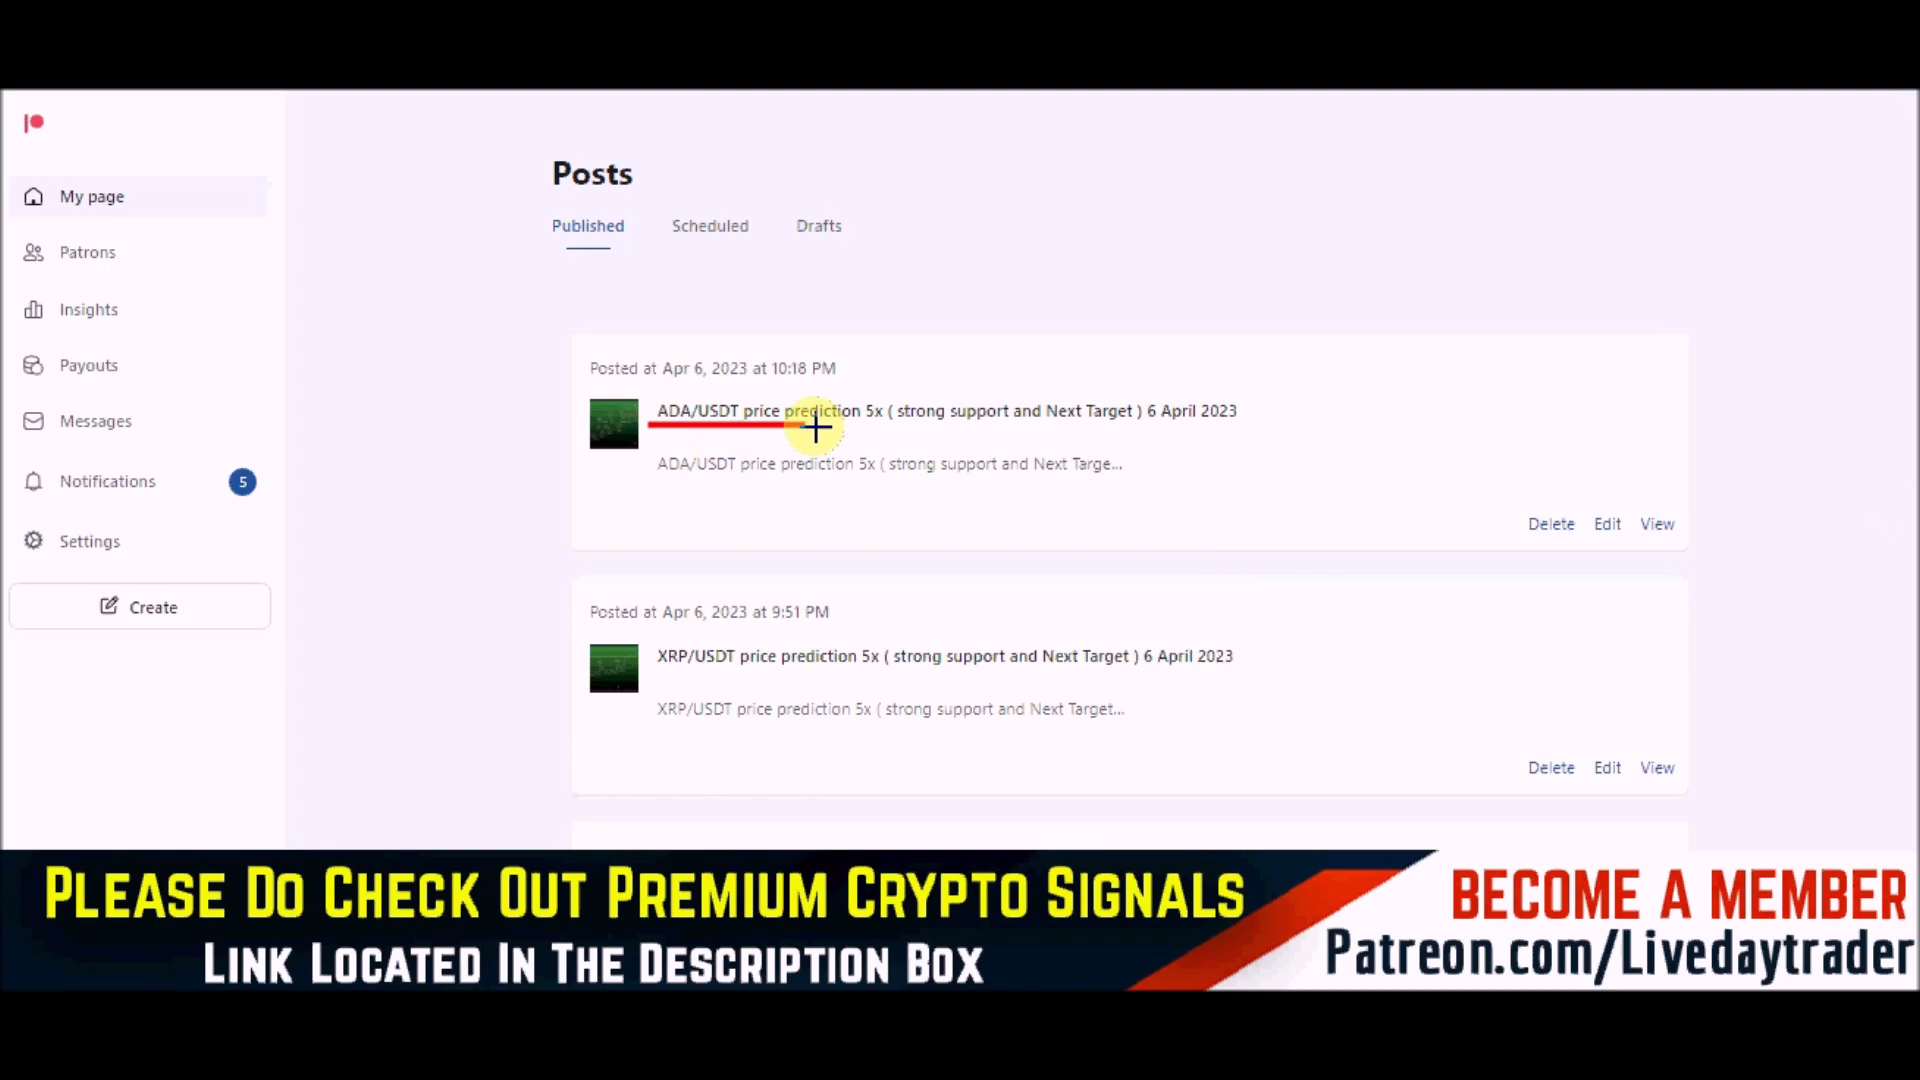 Posts
My page
Published Scheduled Drafts
Patrons
Insights
Payouts
Messages
Notifications 5
Settings
Create
Posted at Apr 6, 2023 at 10:18 PM
ADA/USDT price prediction 5x ( strong support and Next Target ) 6 April 2023
ADA/USDT price prediction 5x ( strong support and Next Targe...
Delete Edit View
Posted at Apr 6, 2023 at 9:51 PM
XRP/USDT price prediction 5x ( strong support and Next Target ) 6 April 2023
XRP/USDT price prediction 5x ( strong support and Next Target...
Delete Edit View
PLEASE DO CHECK OUT PREMIUM CRYPTO SIGNALS
LINK LOCATED IN THE DESCRIPTION BOX
BECOME A MEMBER
Patreon.com/Livedaytrader